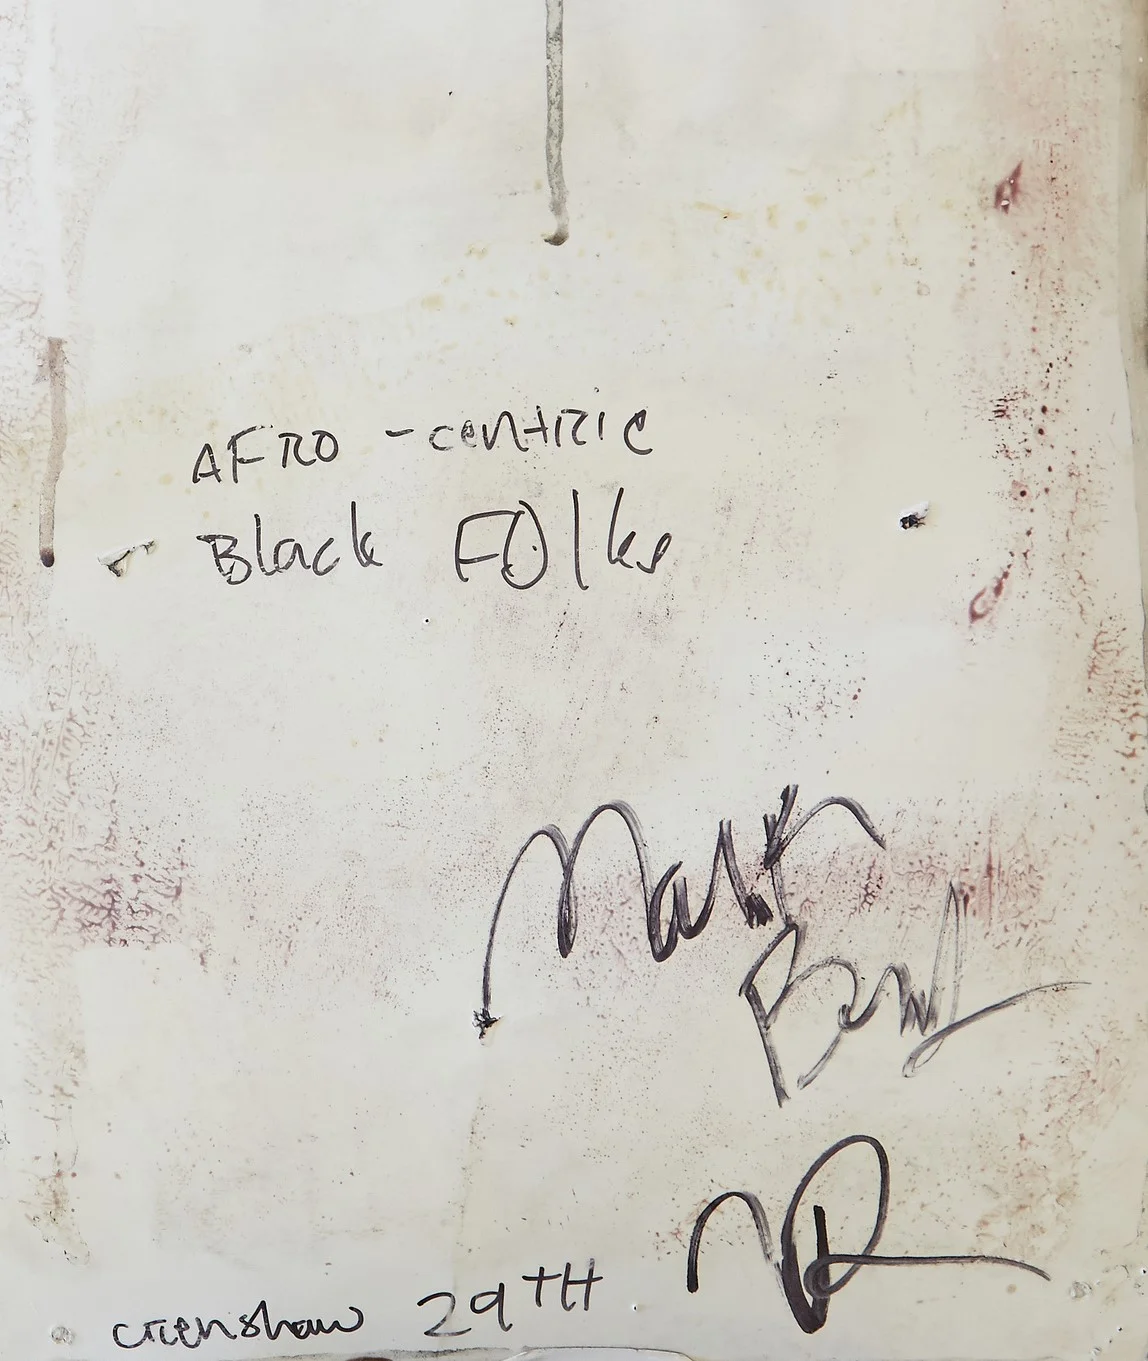 AFRO-centric
Black Folks
Mark
Crenshaw 29TH